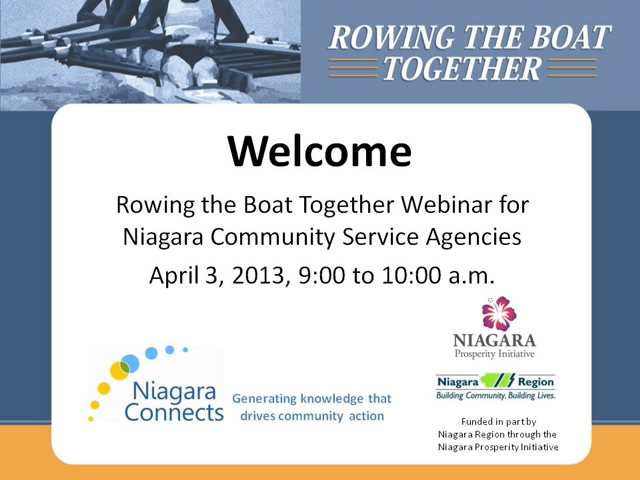 ROWING THE BOAT
TOGETHER
Welcome
Rowing the Boat Together Webinar for
Niagara Community Service Agencies
April 3, 2013, 9:00 to 10:00 a.m.
NIAGARA
Prosperity Initiative
Niagara Region
Building Community. Building Lives.
Niagara
Connects
Generating knowledge that
drives community action
Funded in part by
Niagara Region through the
Niagara Prosperity Initiative